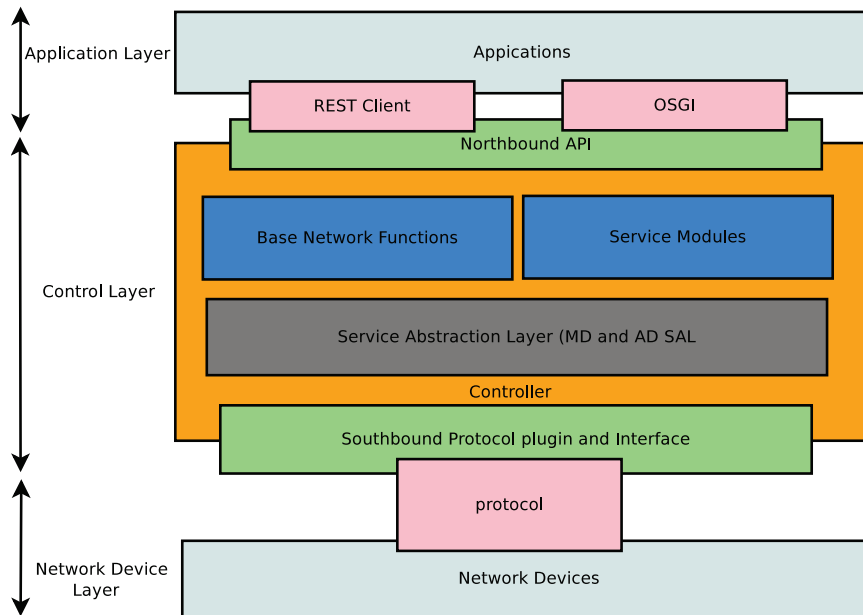 Application Layer
Appications
REST Client
OSGI
Northbound API
Base Network Functions
Service Modules
Control Layer
Service Abstraction Layer (MD and AD SAL
Controller
Southbound Protocol plugin and Interface
protocol
Network Device
Layer
Network Devices